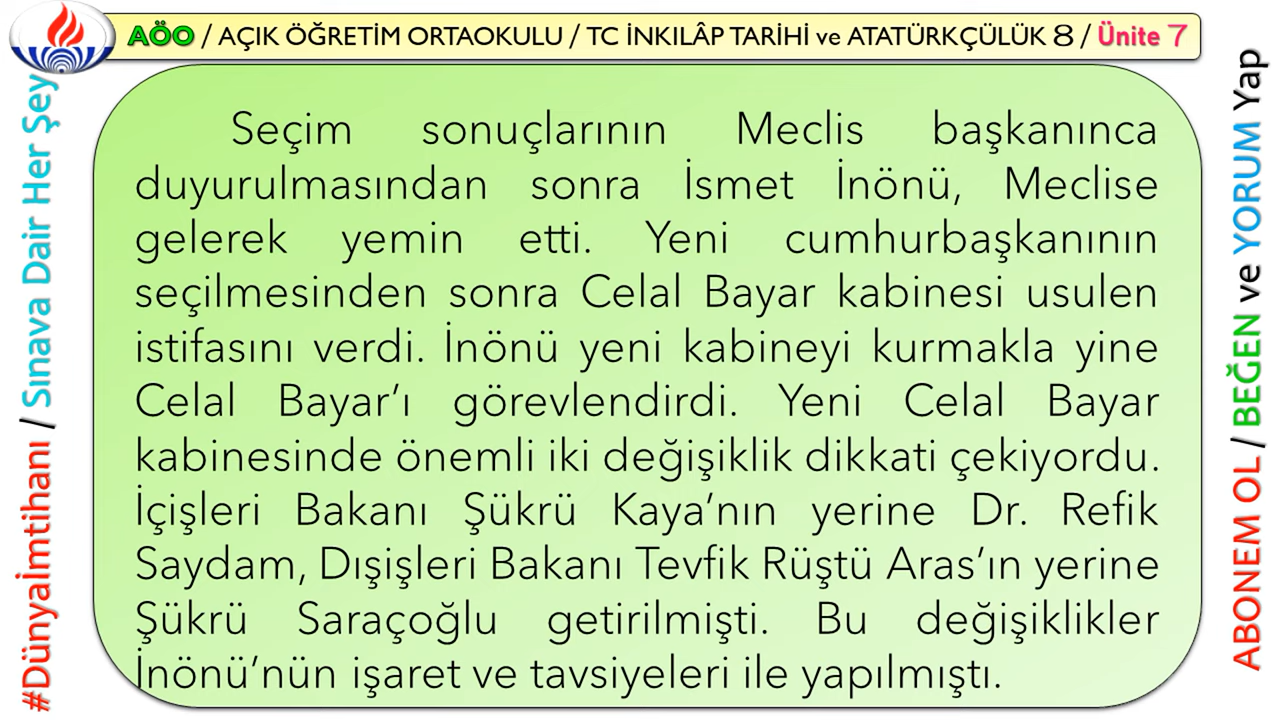 AÖO / AÇIK ÖĞRETİM ORTAOKULU / TC İNKILÂP TARİHİ ve ATATÜRKÇÜLÜK 8 / Ünite 7
#Dünyaİmtihanı / Sınava Dair Her Şey
Seçim sonuçlarının Meclis başkanınca
duyurulmasından sonra İsmet İnönü, Meclise
gelerek yemin etti. Yeni cumhurbaşkanının
seçilmesinden sonra Celal Bayar kabinesi usulen
istifasını verdi. İnönü yeni kabineyi kurmakla yine
Celal Bayar’ı görevlendirdi. Yeni Celal Bayar
kabinesinde önemli iki değişiklik dikkati çekiyordu.
İçişleri Bakanı Şükrü Kaya’nın yerine Dr. Refik
Saydam, Dışişleri Bakanı Tevfik Rüştü Aras’ın yerine
Şükrü Saraçoğlu getirilmişti. Bu değişiklikler
İnönü’nün işaret ve tavsiyeleri ile yapılmıştı.
ABONEM OL / BEĞEN ve YORUM Yap